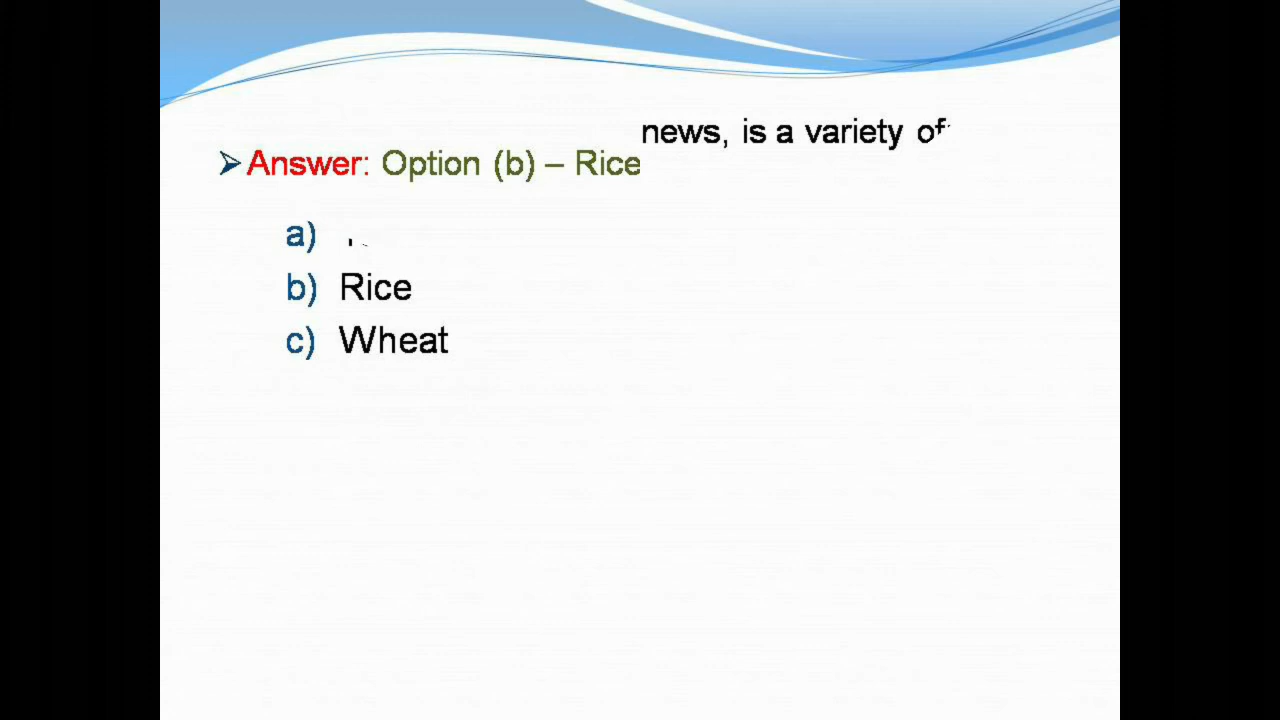 news, is a variety of
➢Answer: Option (b) – Rice
a)
b) Rice
c) Wheat